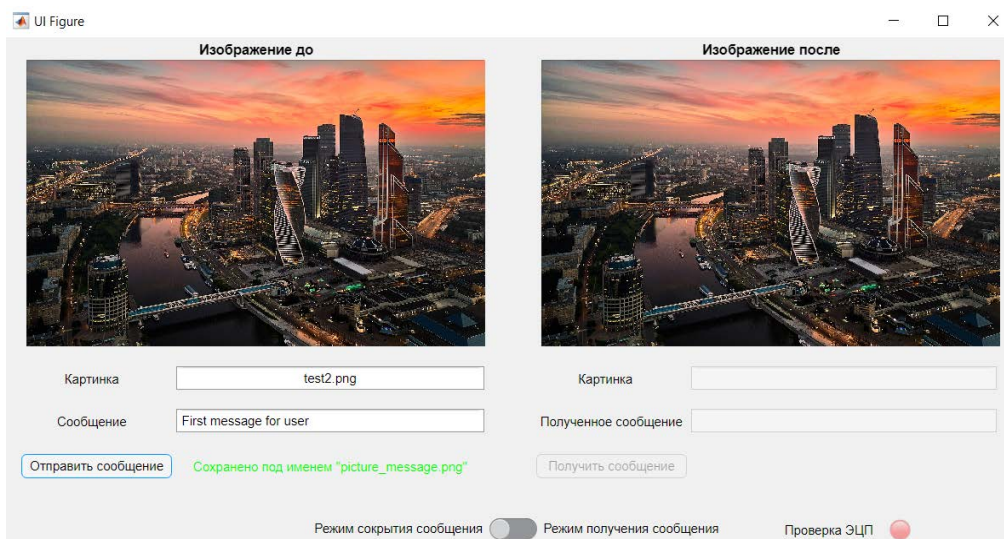 UI Figure
Изображение до
Изображение после
Картинка
test2.png
Картинка
Сообщение
First message for user
Полученное сообщение
Отправить сообщение
Сохранено под именем "picture_message.png"
Получить сообщение
Режим сокрытия сообщения
Режим получения сообщения
Проверка ЭЦП